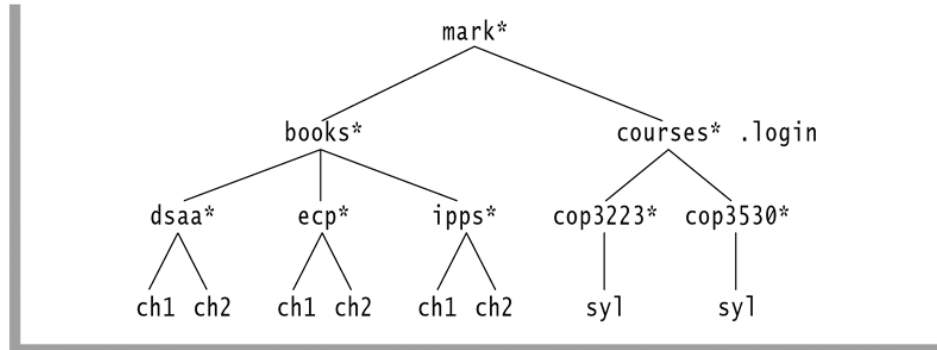 mark*
books* courses* .login
dsaa* ecp* ipps* cop3223* cop3530*
ch1 ch2 ch1 ch2 ch1 ch2 syl syl